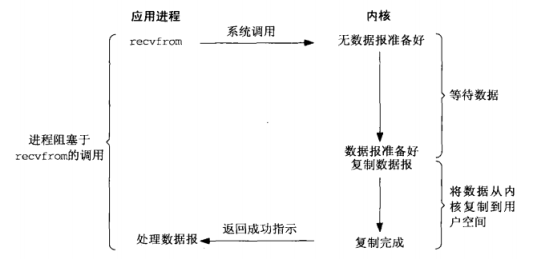 应用进程
内核
recvfrom
系统调用
无数据报准备好
等待数据
进程阻塞于
recvfrom的调用
数据报准备好
复制数据报
将数据从内
核复制到用
户空间
处理数据报
返回成功指示
复制完成